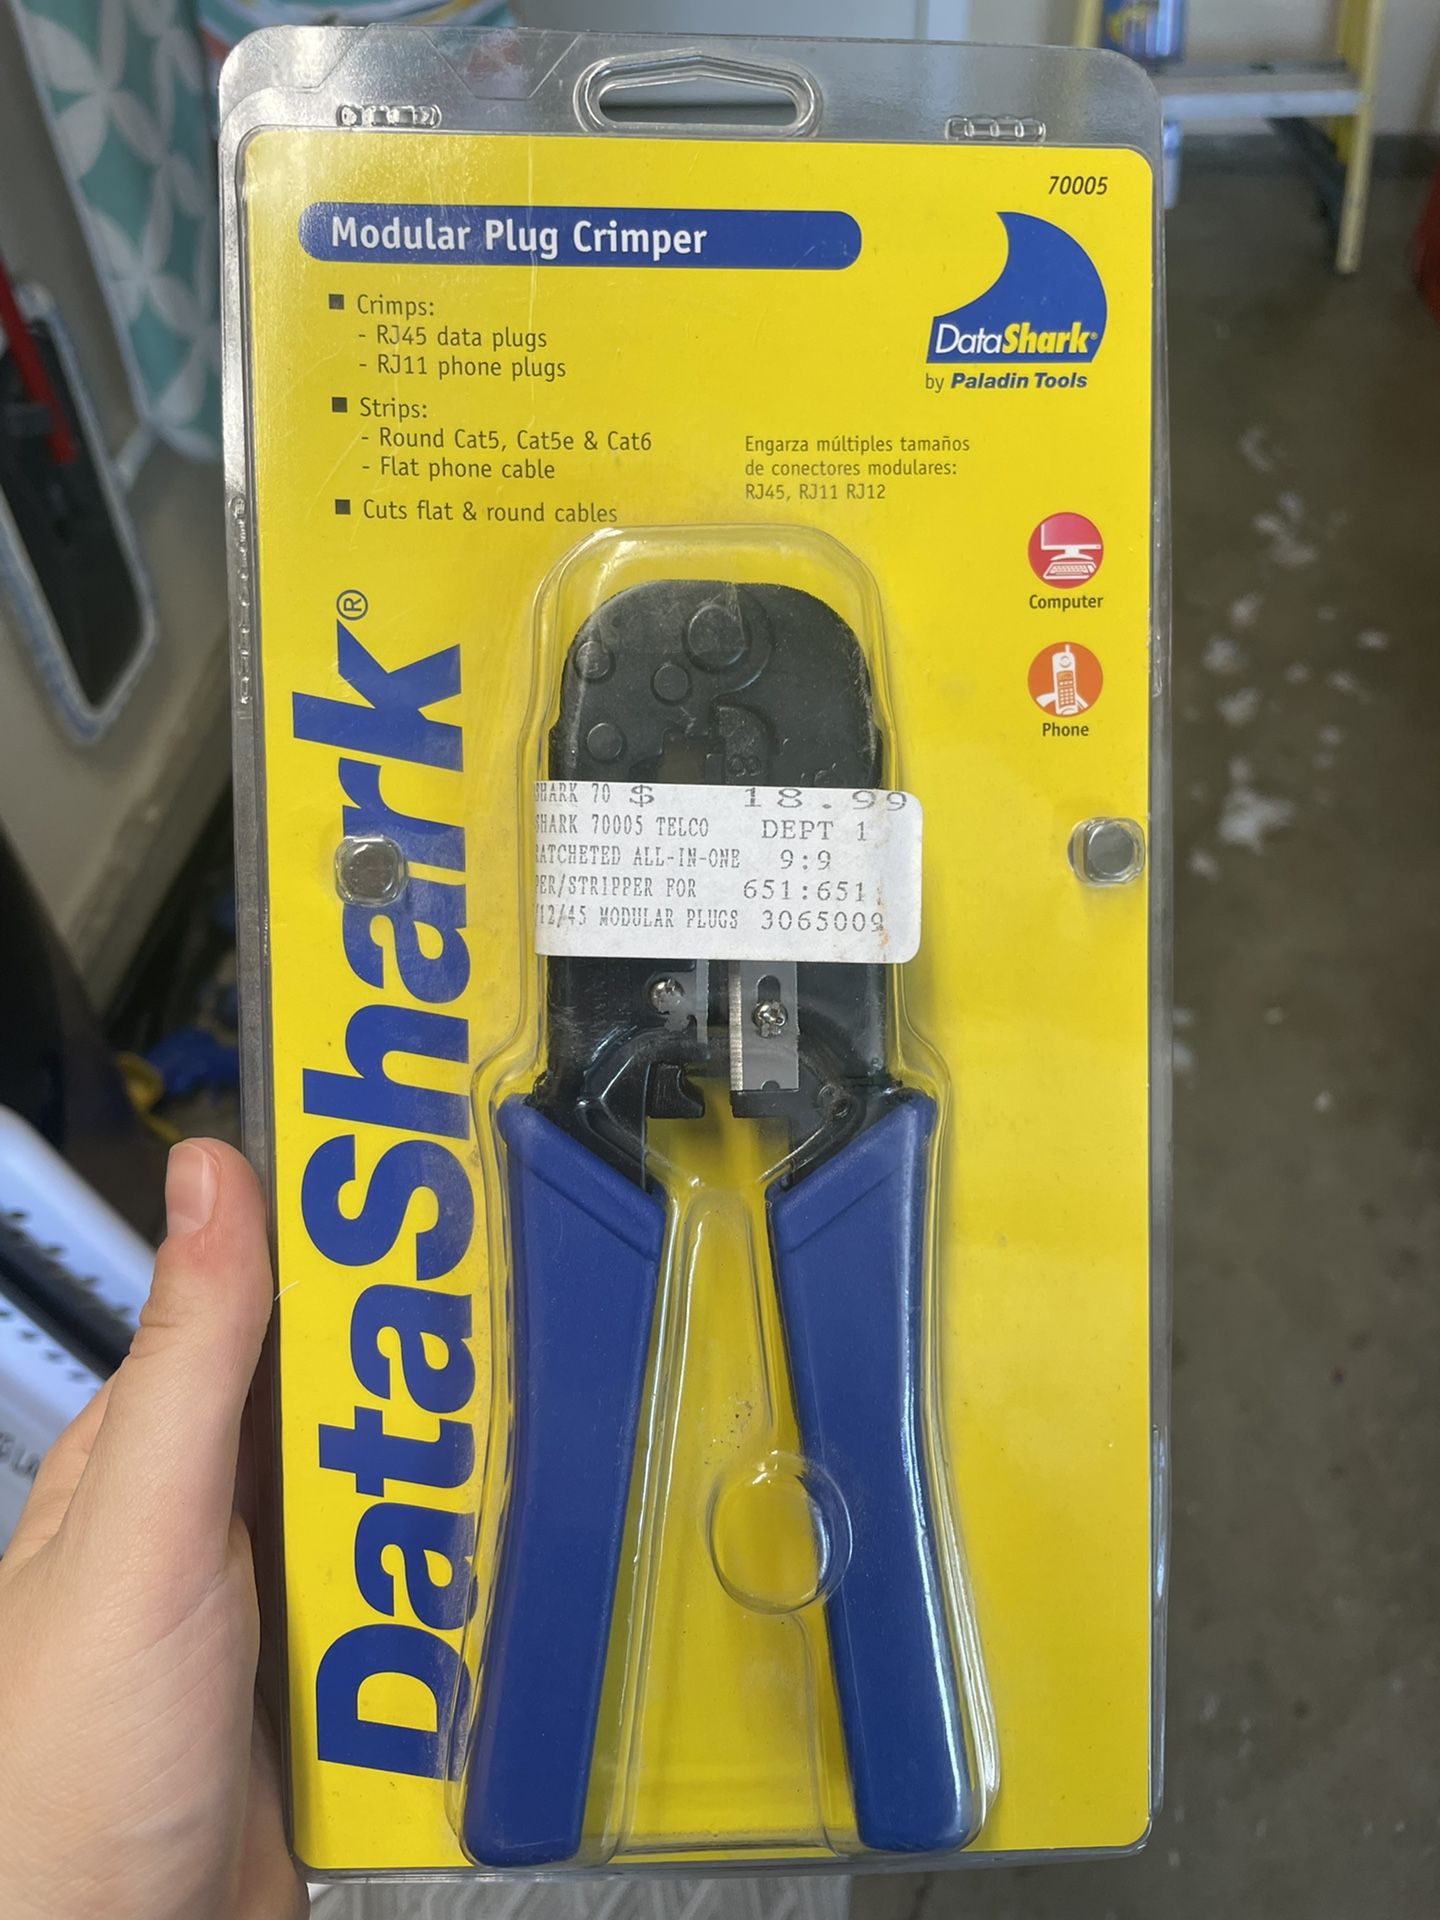 70005
Modular Plug Crimper
■ Crimps:
- RJ45 data plugs
- RJ11 phone plugs
■ Strips:
- Round Cat5, Cat5e & Cat6
- Flat phone cable
■ Cuts flat & round cables
DataShark®
by Paladin Tools
Engarza múltiples tamaños
de conectores modulares:
RJ45, RJ11 RJ12
Computer
Phone
DataShark®
SHARK 70 $ 18.99
SHARK 70005 TELCO DEPT 1
RATCHETED ALL-IN-ONE 9:9
PER/STRIPPER FOR 651:651
/12/45 MODULAR PLUGS 3065009